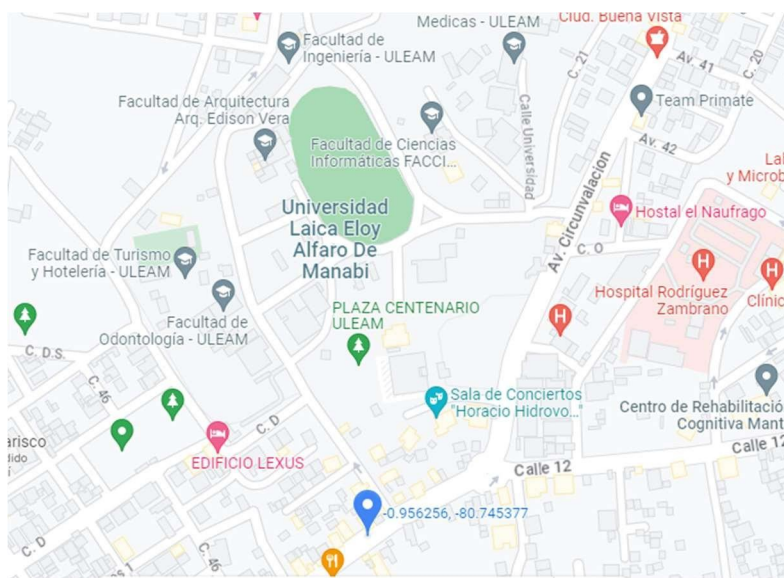 Medicas - ULEAM
Ciud. Buena Vista
Facultad de
Ingeniería - ULEAM
C. 21
Av. 41
C. 20
Facultad de Arquitectura
Arq. Edison Vera
Calle Universidad
Team Primate
Facultad de Ciencias
Informáticas FACCI...
Av. 42
Av. Circunvalacion
y Microb
Universidad
Laica Eloy
Alfaro De
Manabi
Hostal el Naufrago
C. O
Facultad de Turismo
y Hotelería - ULEAM
Hospital Rodríguez
Zambrano
Clínic
PLAZA CENTENARIO
ULEAM
Facultad de
Odontología - ULEAM
C. D.S.
C. 46
Sala de Conciertos
"Horacio Hidrovo..."
Centro de Rehabilitació
Cognitiva Mant
C. D
arisco
dido
EDIFICIO LEXUS
Calle 12
Calle 12
-0.956256, -80.745377
C. D
C. 46